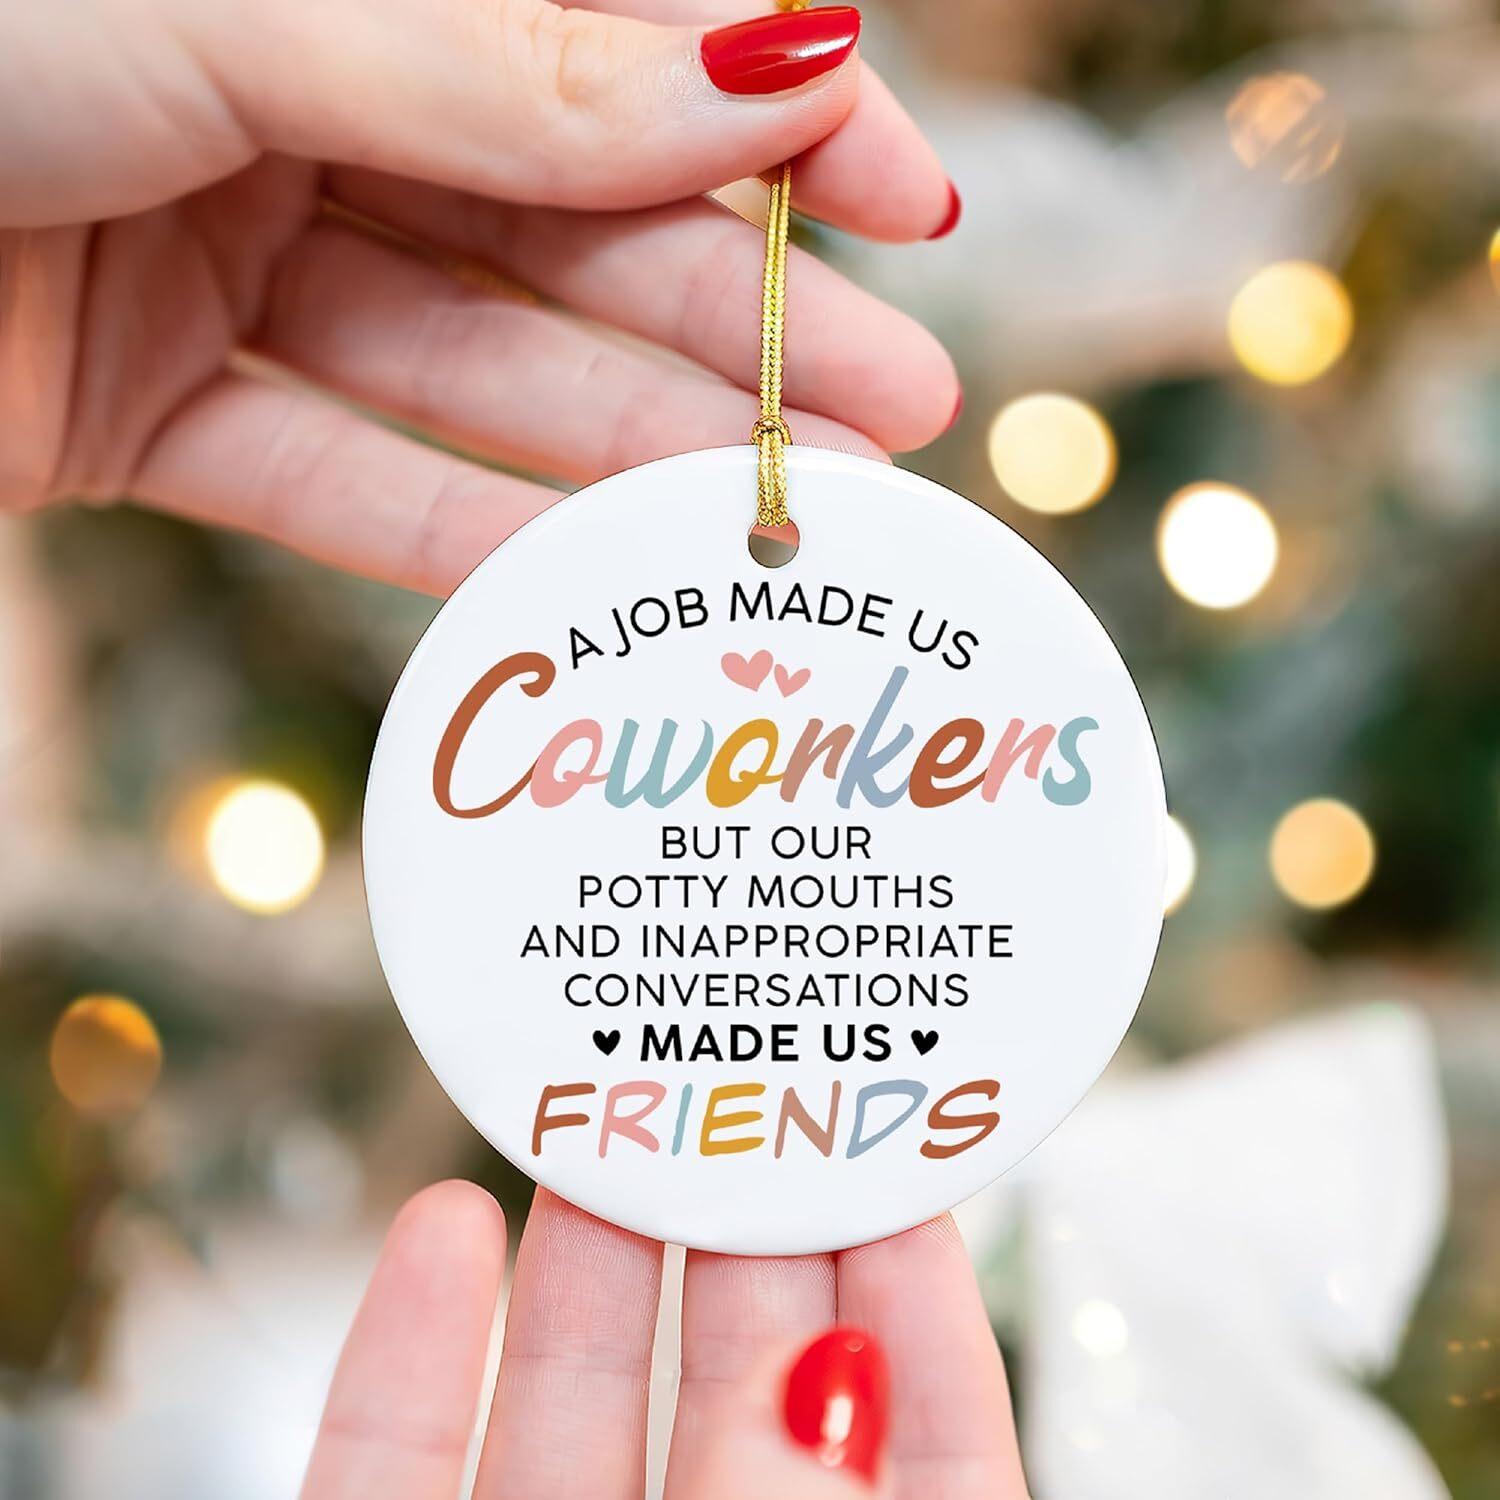 A JOB MADE US
Coworkers
BUT OUR
POTTY MOUTHS
AND INAPPROPRIATE
CONVERSATIONS
MADE US
FRIENDS